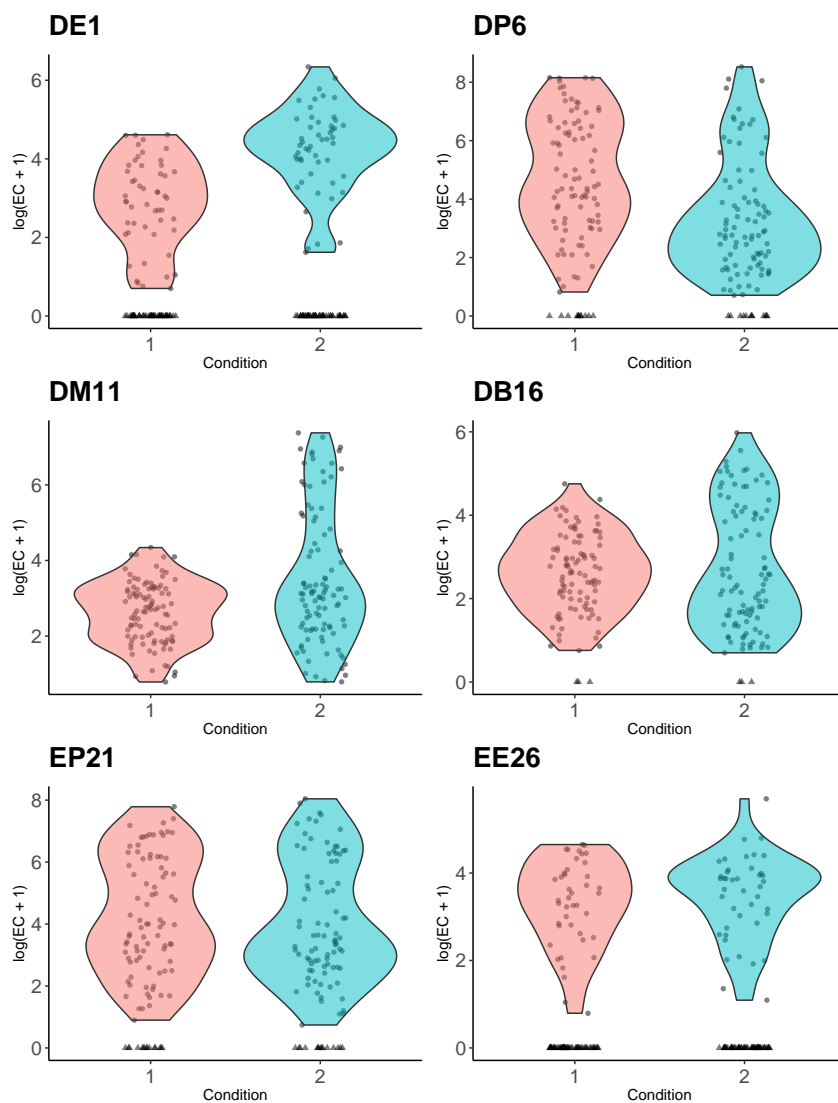 DE1
log(EC + 1)
6
4
2
0
1
2
Condition
DP6
log(EC + 1)
8
6
4
2
0
1
2
Condition
DM11
log(EC + 1)
6
4
2
1
2
Condition
DB16
log(EC + 1)
6
4
2
0
1
2
Condition
EP21
log(EC + 1)
8
6
4
2
0
1
2
Condition
EE26
log(EC + 1)
4
2
0
1
2
Condition